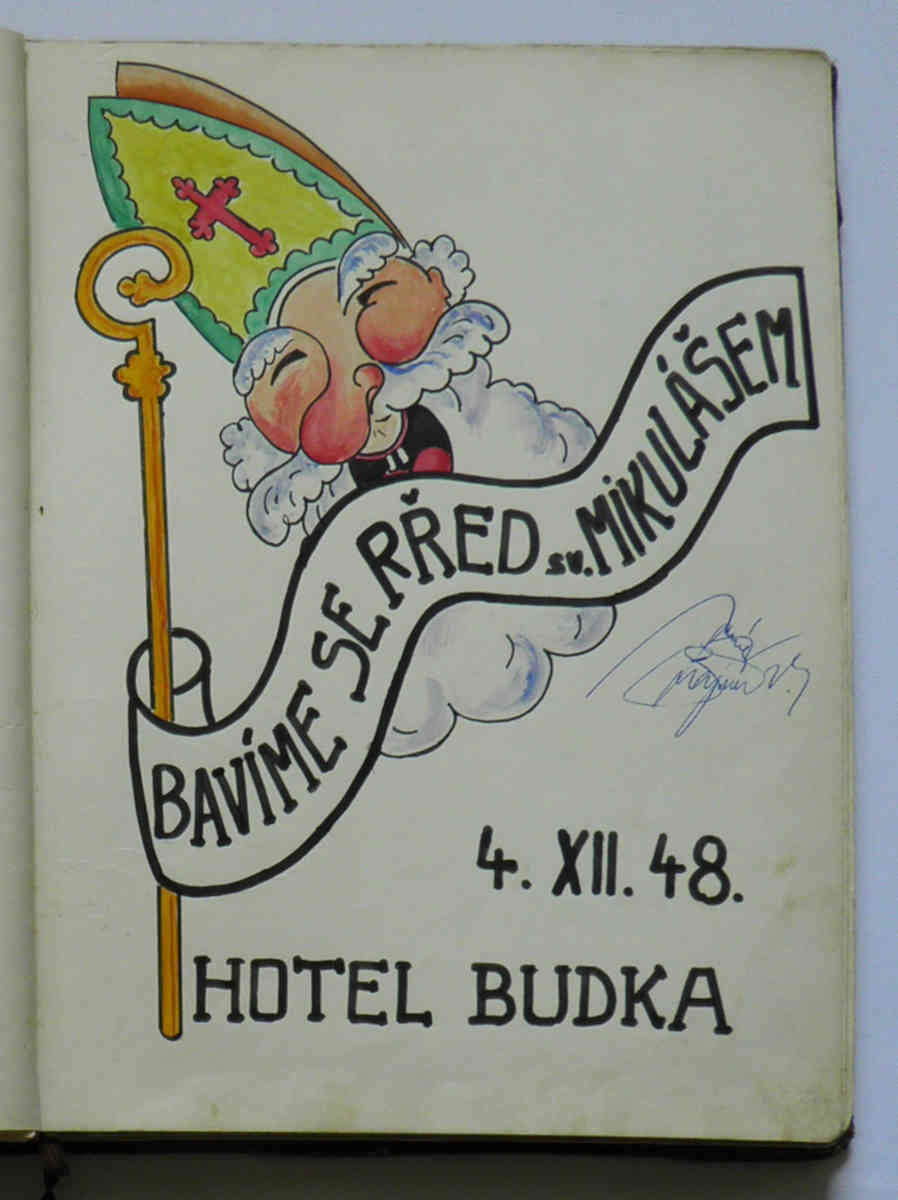 BAVÍME SE PŘED sv. MIKULÁŠEM
4. XII. 48.
HOTEL BUDKA